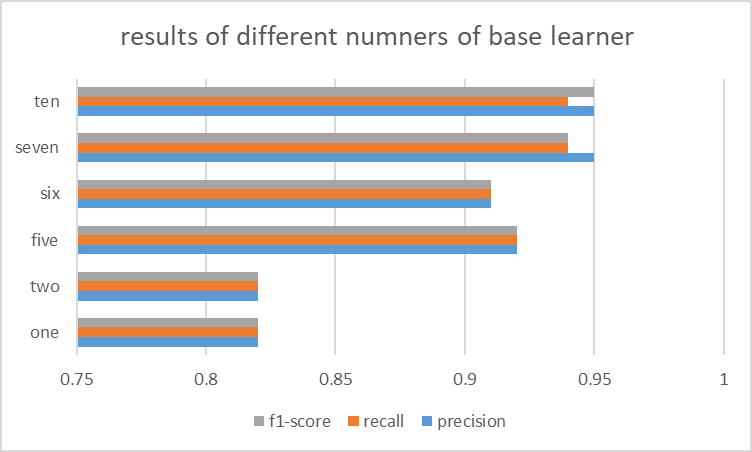 results of different numners of base learner
ten
seven
six
five
two
one
0.75 0.8 0.85 0.9 0.95 1
f1-score recall precision